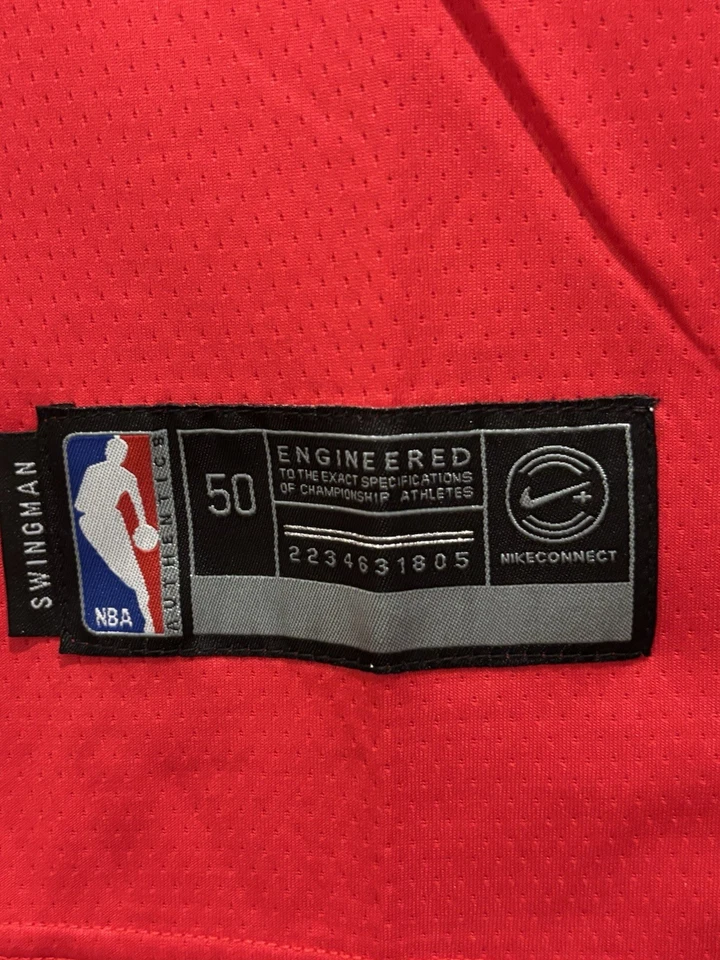 SWINGMAN
NBA
AUTHENTICS
50
ENGINEERED
TO THE EXACT SPECIFICATIONS
OF CHAMPIONSHIP ATHLETES
2234631805
NIKECONNECT